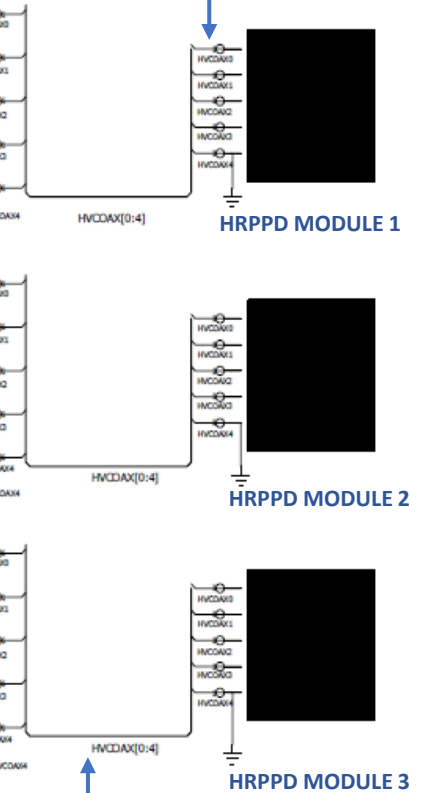 HVCOAX0
HVCOAX1
HVCOAX2
HVCOAX3
HVCOAX4
HVCOAX[0:4]
HRPPD MODULE 1
HVCOAX0
HVCOAX1
HVCOAX2
HVCOAX3
HVCOAX4
HVCOAX[0:4]
HRPPD MODULE 2
HVCOAX0
HVCOAX1
HVCOAX2
HVCOAX3
HVCOAX4
HVCOAX[0:4]
HRPPD MODULE 3